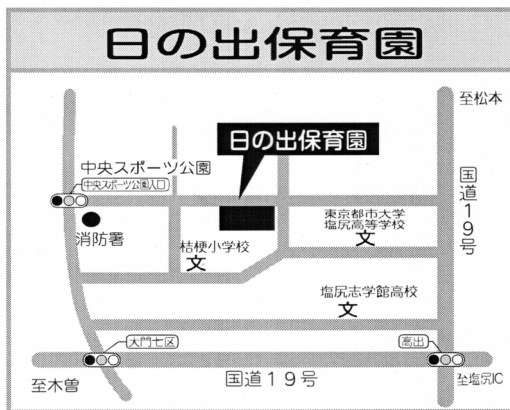 日の出保育園
至松本
日の出保育園
中央スポーツ公園
中央スポーツ公園入口
国道19号
東京都市大学
塩尻高等学校
文
消防署
桔梗小学校
文
塩尻志学館高校
文
大門七区
高出
至木曽
国道19号
至塩尻IC